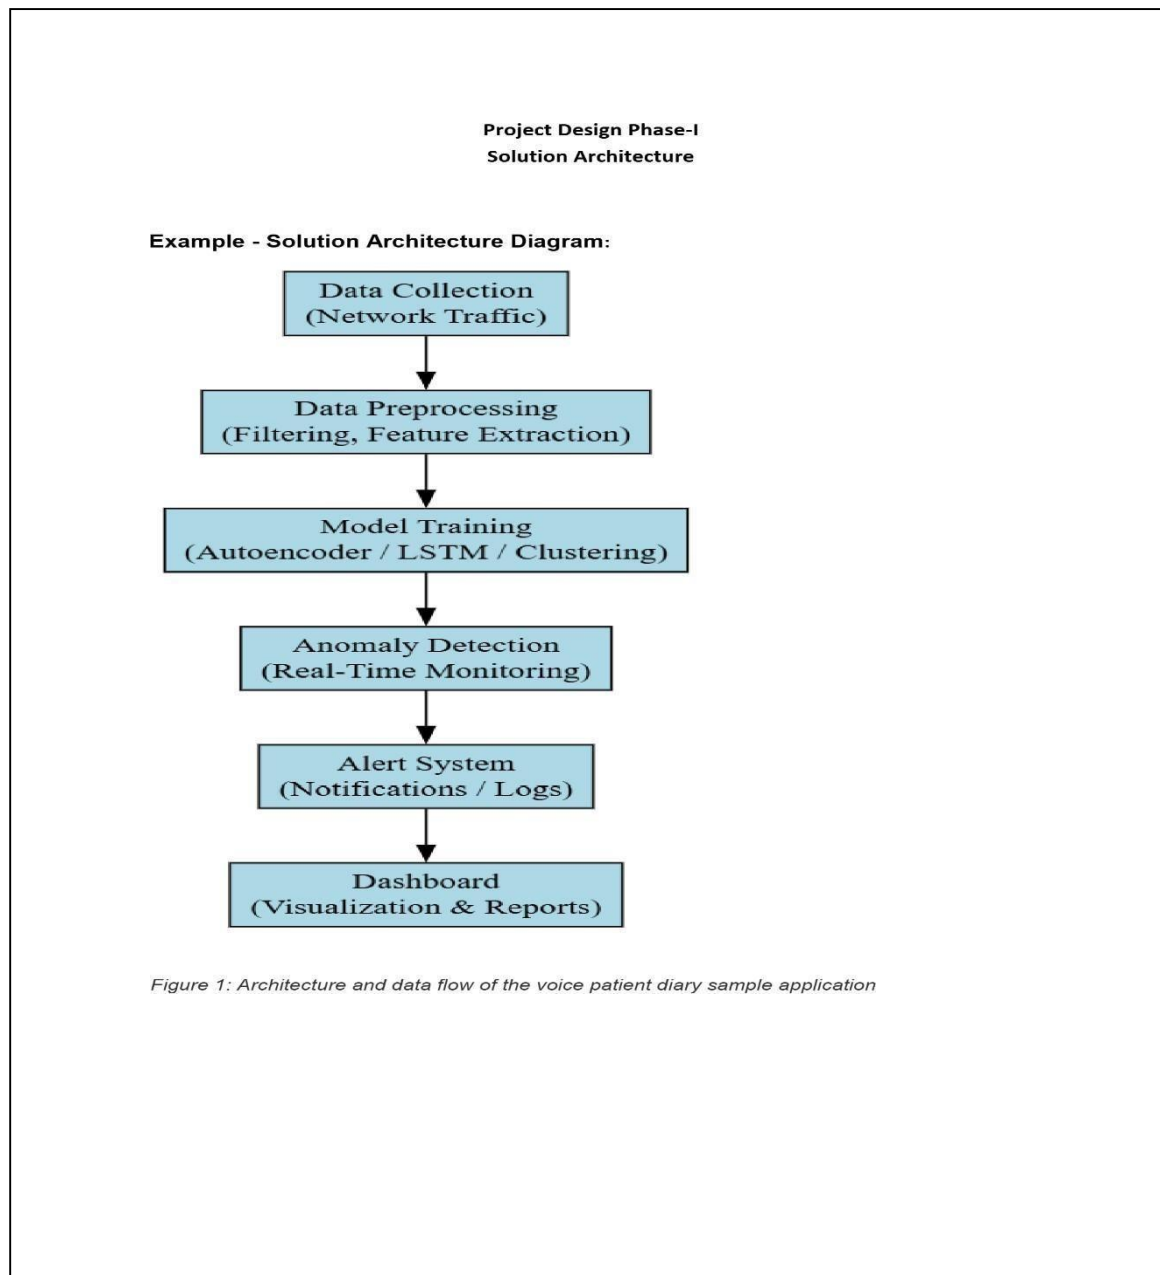 Project Design Phase-I
Solution Architecture
Example - Solution Architecture Diagram:
Data Collection
(Network Traffic)
Data Preprocessing
(Filtering, Feature Extraction)
Model Training
(Autoencoder / LSTM / Clustering)
Anomaly Detection
(Real-Time Monitoring)
Alert System
(Notifications / Logs)
Dashboard
(Visualization & Reports)
Figure 1: Architecture and data flow of the voice patient diary sample application